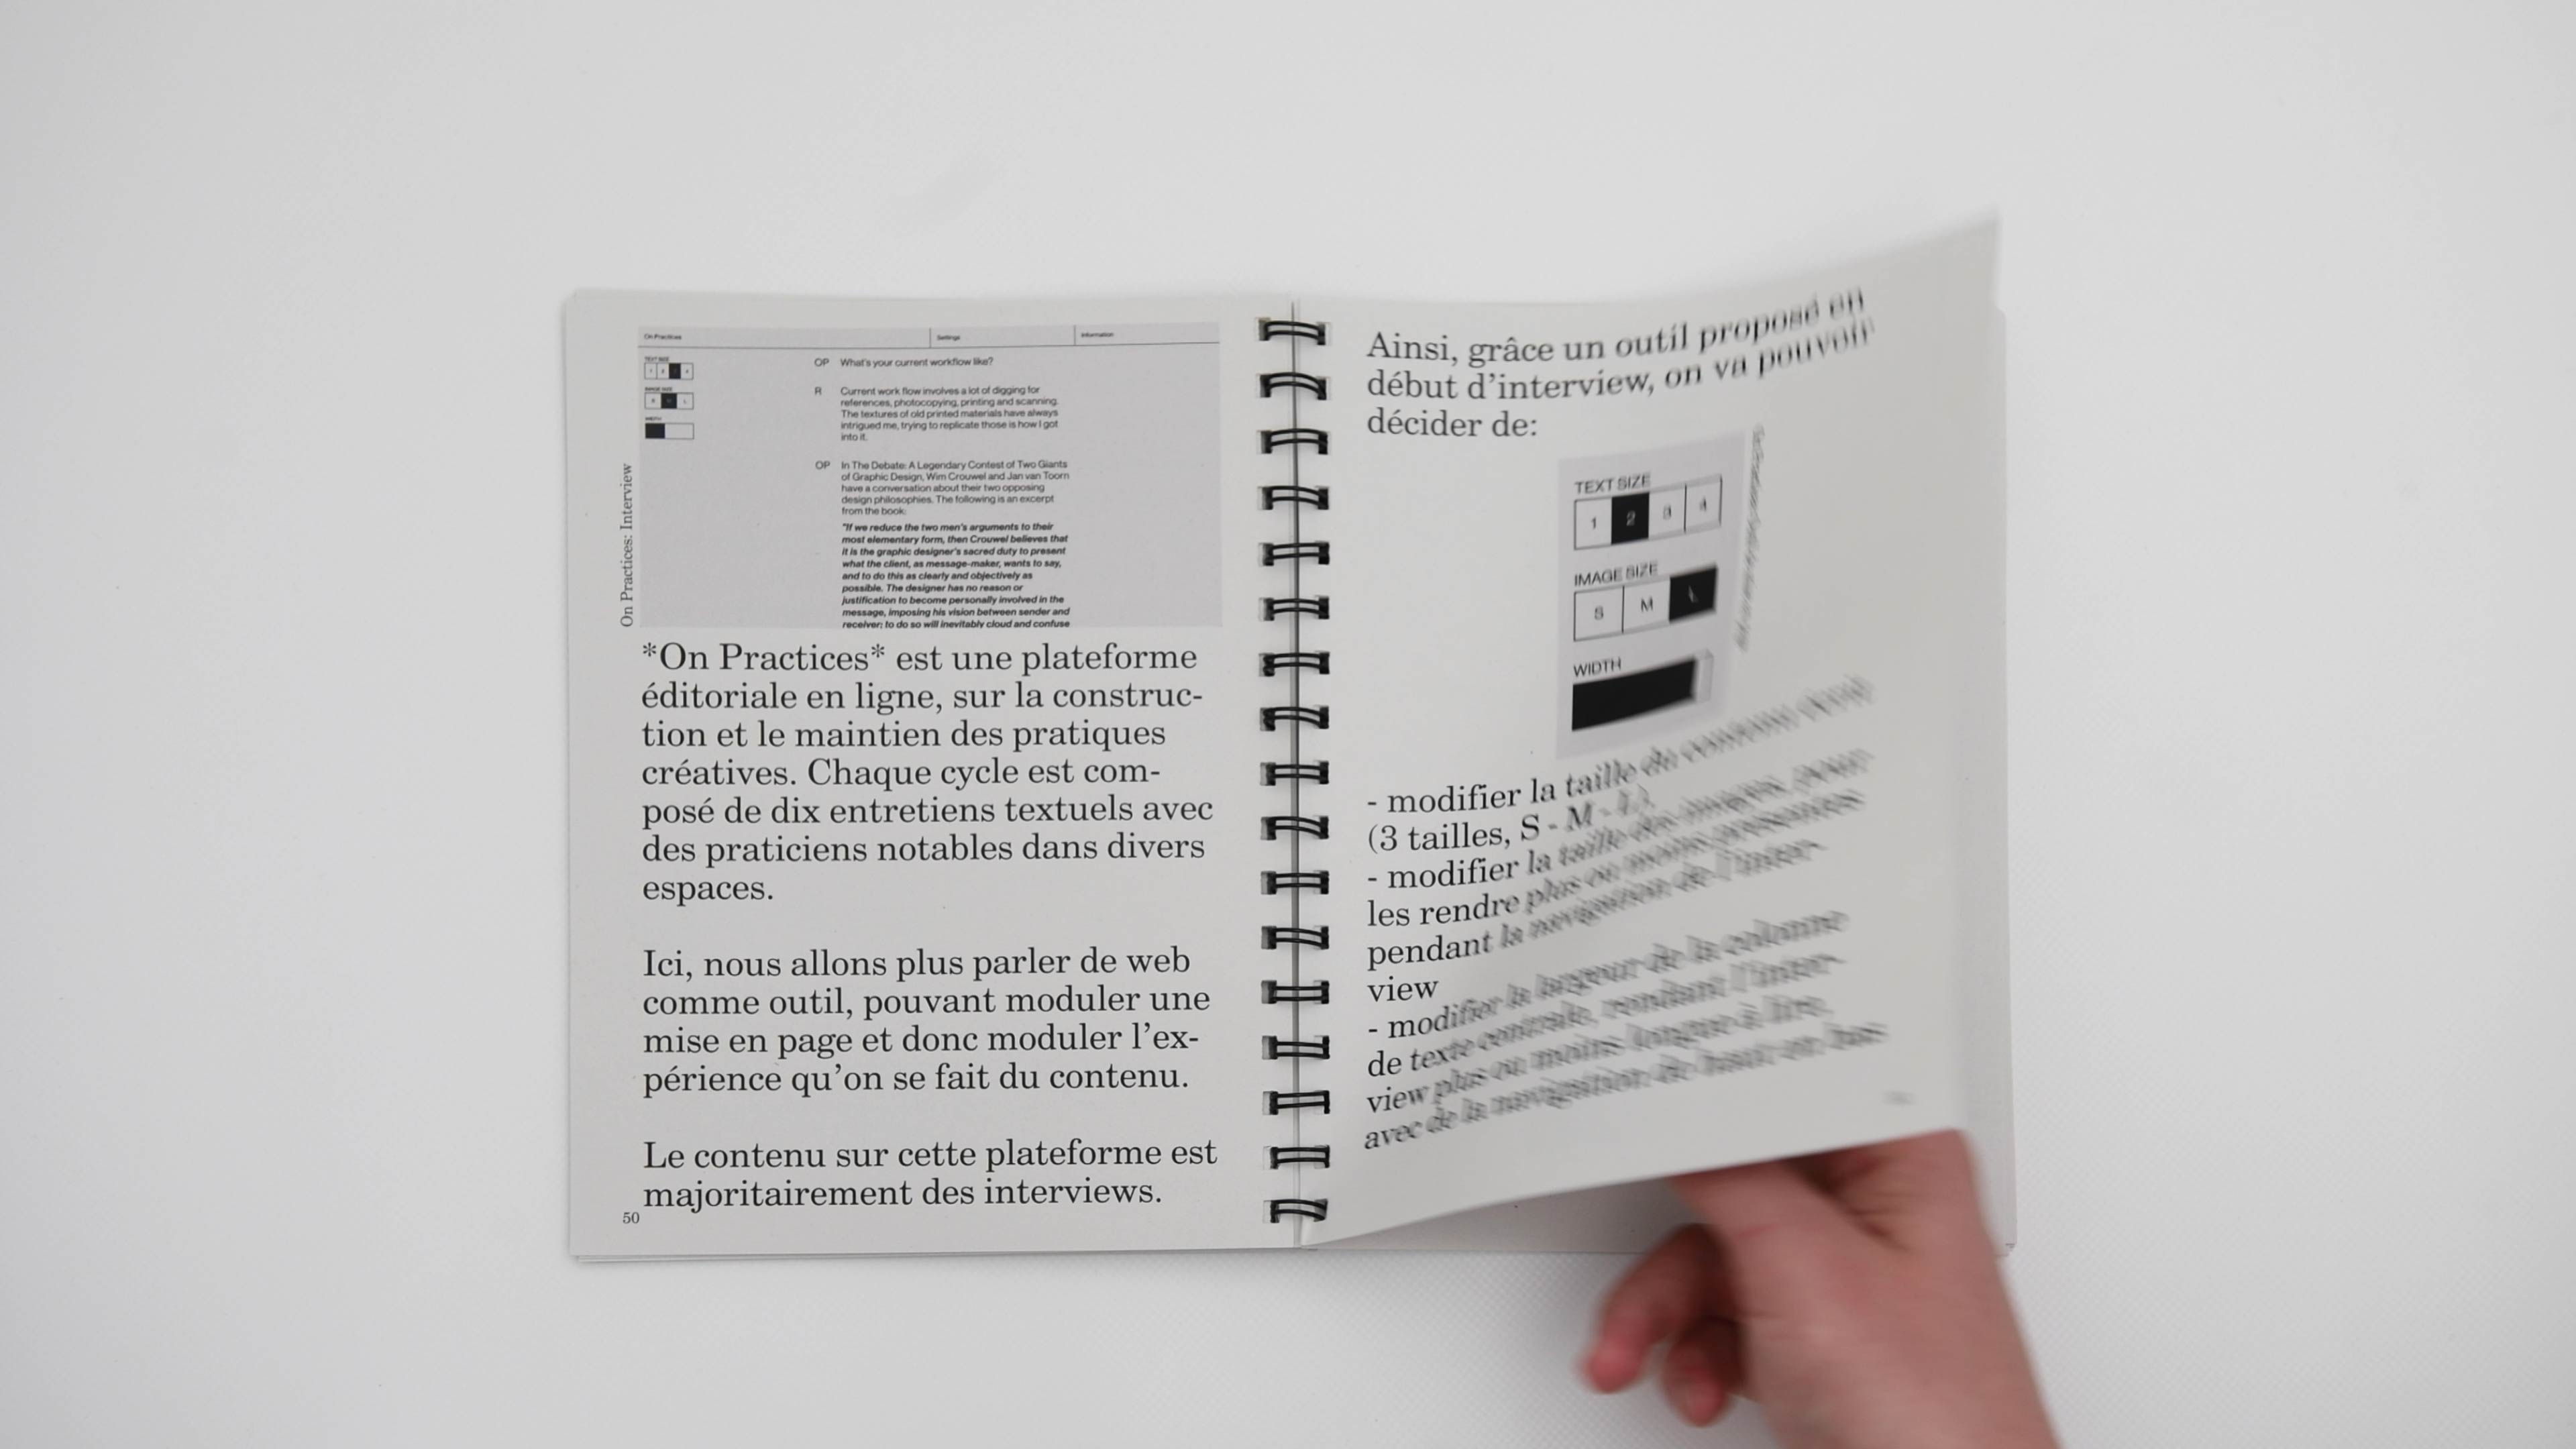 On Practices
Settings
Information
TEXT SIZE
IMAGE SIZE
WIDTH
OP What's your current workflow like?
R Current work flow involves a lot of digging for
references, photocopying, printing and scanning.
The textures of old printed materials have always
intrigued me, trying to replicate those is how I got
into it.
OP In The Debate: A Legendary Contest of Two Giants
of Graphic Design, Wim Crouwel and Jan van Toorn
have a conversation about their two opposing
design philosophies. The following is an excerpt
from the book:
"If we reduce the two men's arguments to their
most elementary form, then Crouwel believes that
it is the graphic designer's sacred duty to present
what the client, as message-maker, wants to say,
and to do this as clearly and objectively as
possible. The designer has no reason or
justification to become personally involved in the
message, imposing his vision between sender and
receiver; to do so will inevitably cloud and confuse
On Practices: Interview
*On Practices* est une plateforme
éditoriale en ligne, sur la construc-
tion et le maintien des pratiques
créatives. Chaque cycle est com-
posé de dix entretiens textuels avec
des praticiens notables dans divers
espaces.
Ici, nous allons plus parler de web
comme outil, pouvant moduler une
mise en page et donc moduler l'ex-
périence qu'on se fait du contenu.
Le contenu sur cette plateforme est
majoritairement des interviews.
50
Ainsi, grâce un outil proposé en
début d'interview, on va pouvoir
décider de:
TEXT SIZE
1 2 3 4
IMAGE SIZE
S M L
WIDTH
- modifier la taille de contenu
(3 tailles, S - M - L)
- modifier la taille des images, pour
les rendre plus ou moins présentes
pendant la navigation de l'inter-
view
- modifier la largeur de la colonne
de texte centrale, rendant l'inter-
view plus ou moins longue à lire,
avec de la navigation de haut en bas